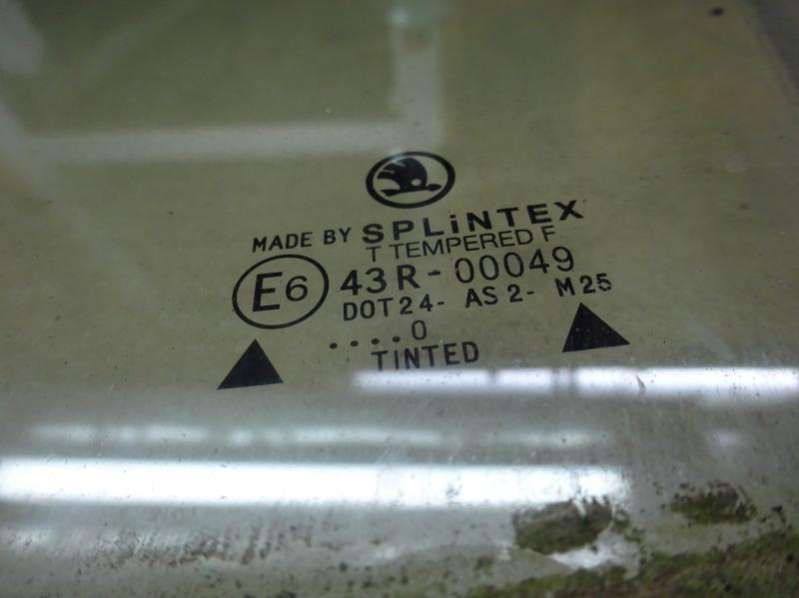 MADE BY SPLiNTEX
T TEMPERED F
E6 43R-00049
DOT24- AS2- M25
....0
TINTED